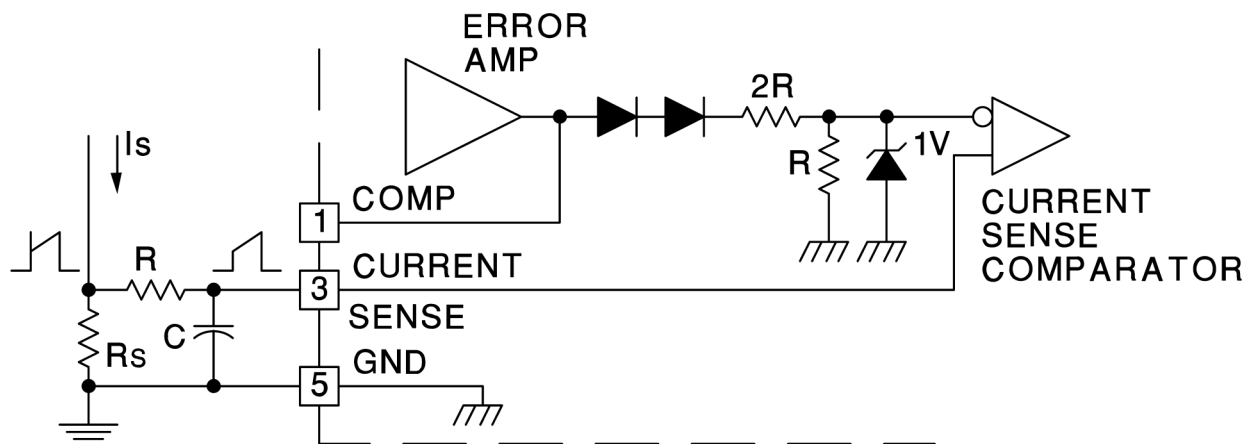 ERROR
AMP
2R
Is
R
1V
COMP
1
CURRENT
SENSE
COMPARATOR
R
CURRENT
3
SENSE
Rs
C
GND
5